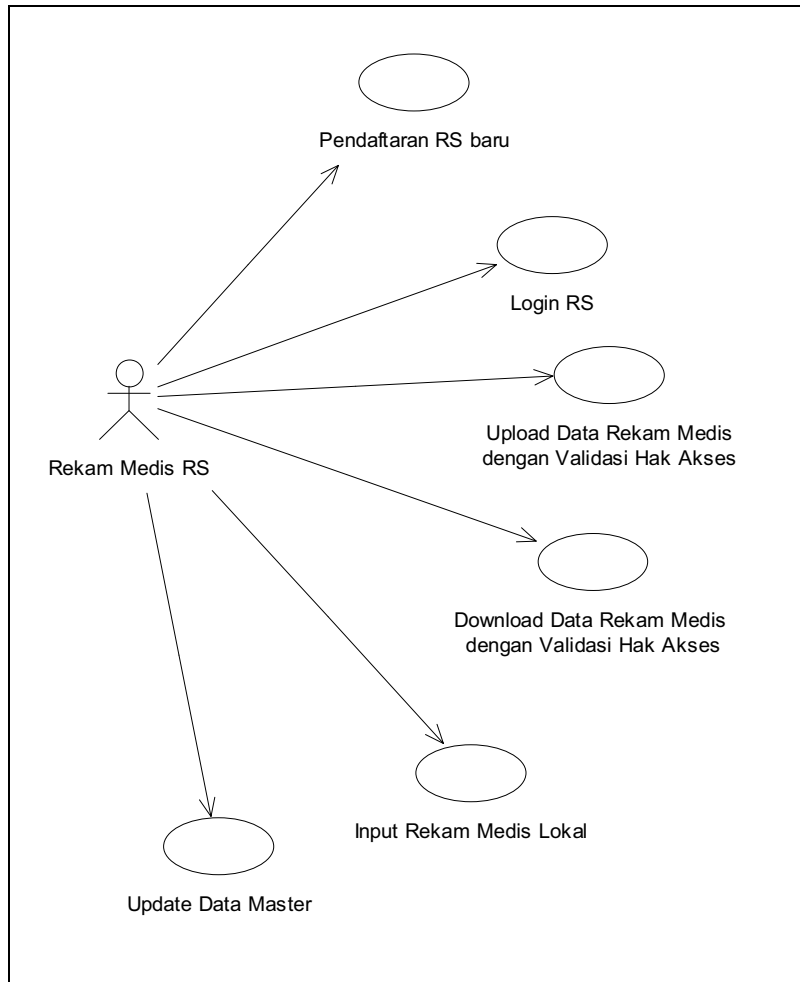 Pendaftaran RS baru
Login RS
Upload Data Rekam Medis
dengan Validasi Hak Akses
Rekam Medis RS
Download Data Rekam Medis
dengan Validasi Hak Akses
Input Rekam Medis Lokal
Update Data Master